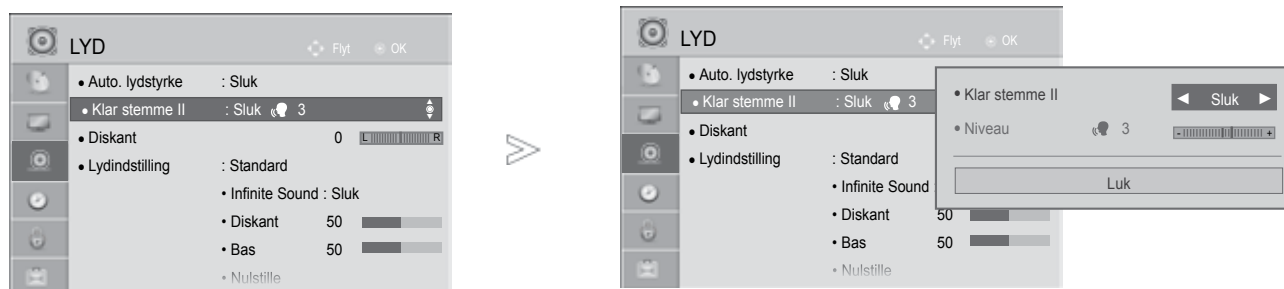 LYD
Flyt OK
• Auto. lydstyrke : Sluk
• Klar stemme II : Sluk 3
• Diskant 0 L R
• Lydindstilling : Standard
• Infinite Sound : Sluk
• Diskant 50
• Bas 50
• Nulstille
LYD
Flyt OK
• Auto. lydstyrke : Sluk
• Klar stemme II : Sluk 3
• Diskant
• Lydindstilling : Standard
• Infinite Sound :
• Diskant 50
• Bas 50
• Nulstille
• Klar stemme II ◄ Sluk ►
• Niveau 3 - +
Luk